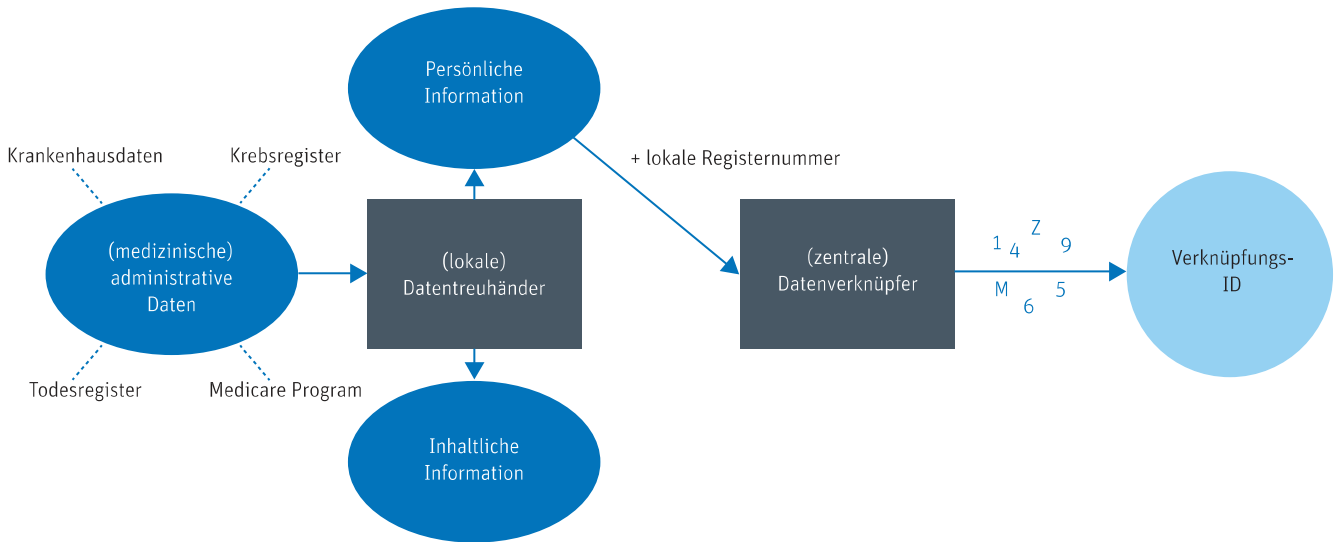 Persönliche
Information
Krankenhausdaten
Krebsregister
+ lokale Registernummer
(medizinische)
administrative
Daten
(lokale)
Datentreuhänder
(zentrale)
Datenverknüpfer
1 4 Z 9
M 6 5
Verknüpfungs-
ID
Todesregister
Medicare Program
Inhaltliche
Information